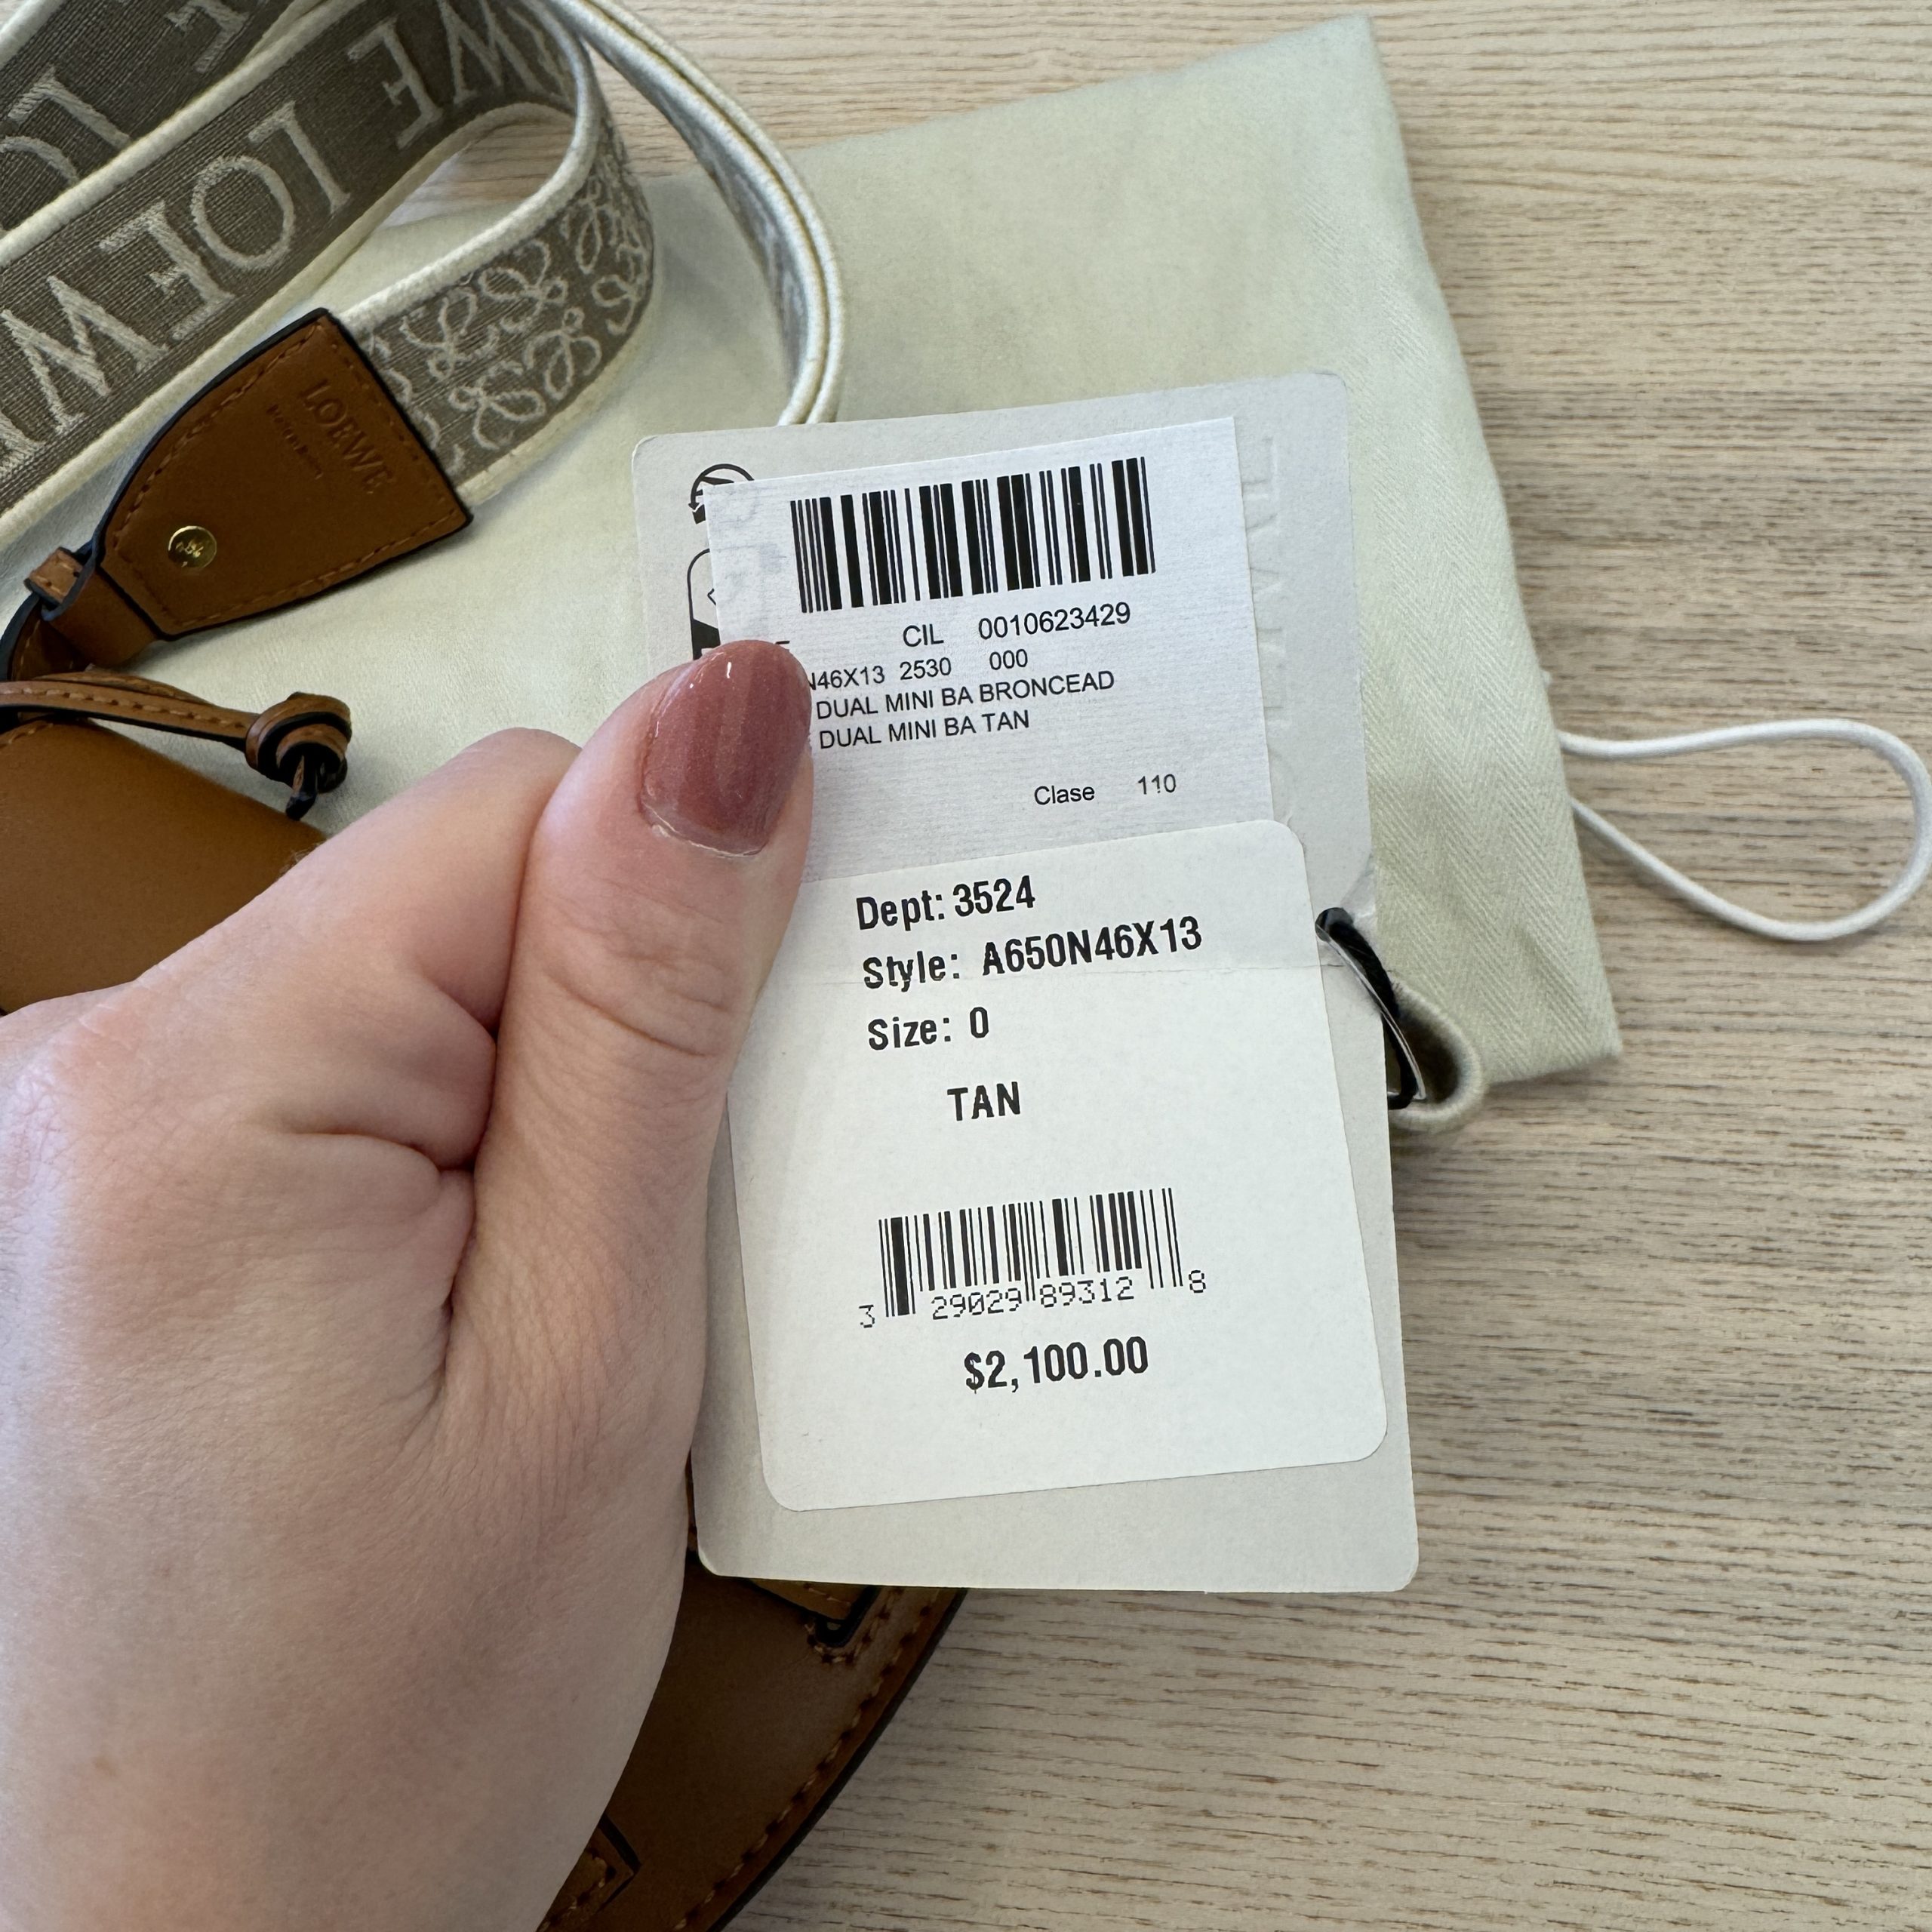 LOEWE
LOEWE
CIL 0010623429
N46X13 2530 000
DUAL MINI BA BRONCEAD
DUAL MINI BA TAN
Clase 110
Dept: 3524
Style: A650N46X13
Size: 0
TAN
3 29029 89312 8
$2,100.00